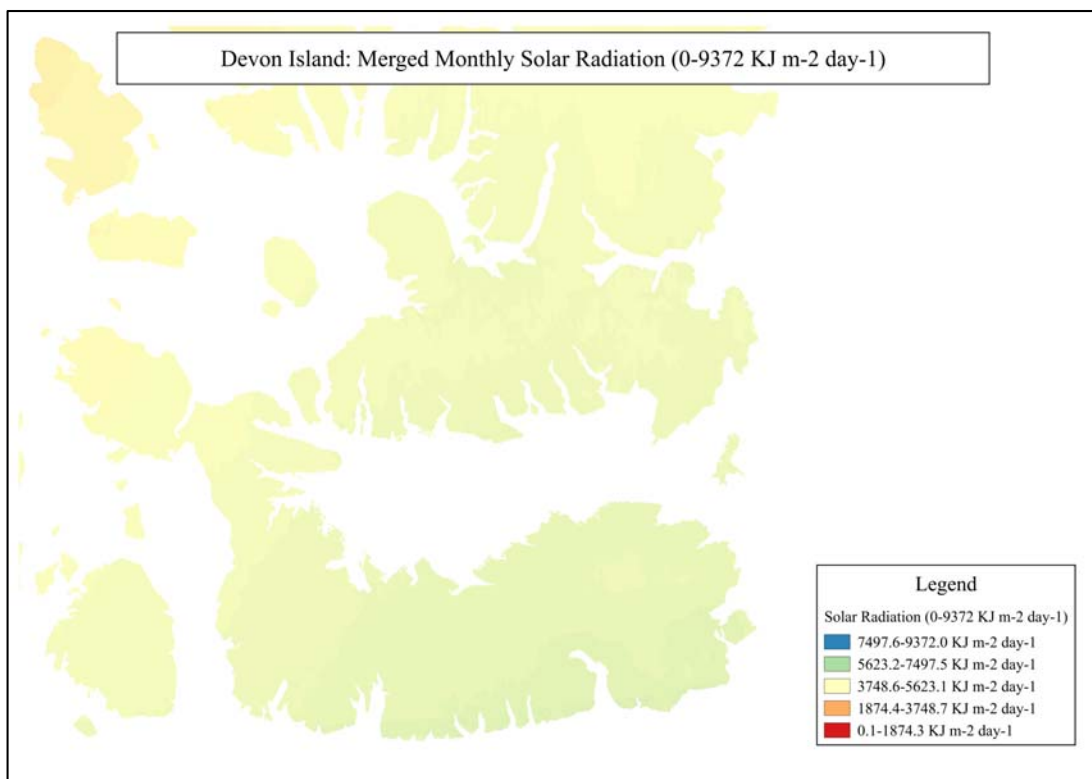 Devon Island: Merged Monthly Solar Radiation (0-9372 KJ m-2 day-1)
Legend
Solar Radiation (0-9372 KJ m-2 day-1)
7497.6-9372.0 KJ m-2 day-1
5623.2-7497.5 KJ m-2 day-1
3748.6-5623.1 KJ m-2 day-1
1874.4-3748.7 KJ m-2 day-1
0.1-1874.3 KJ m-2 day-1